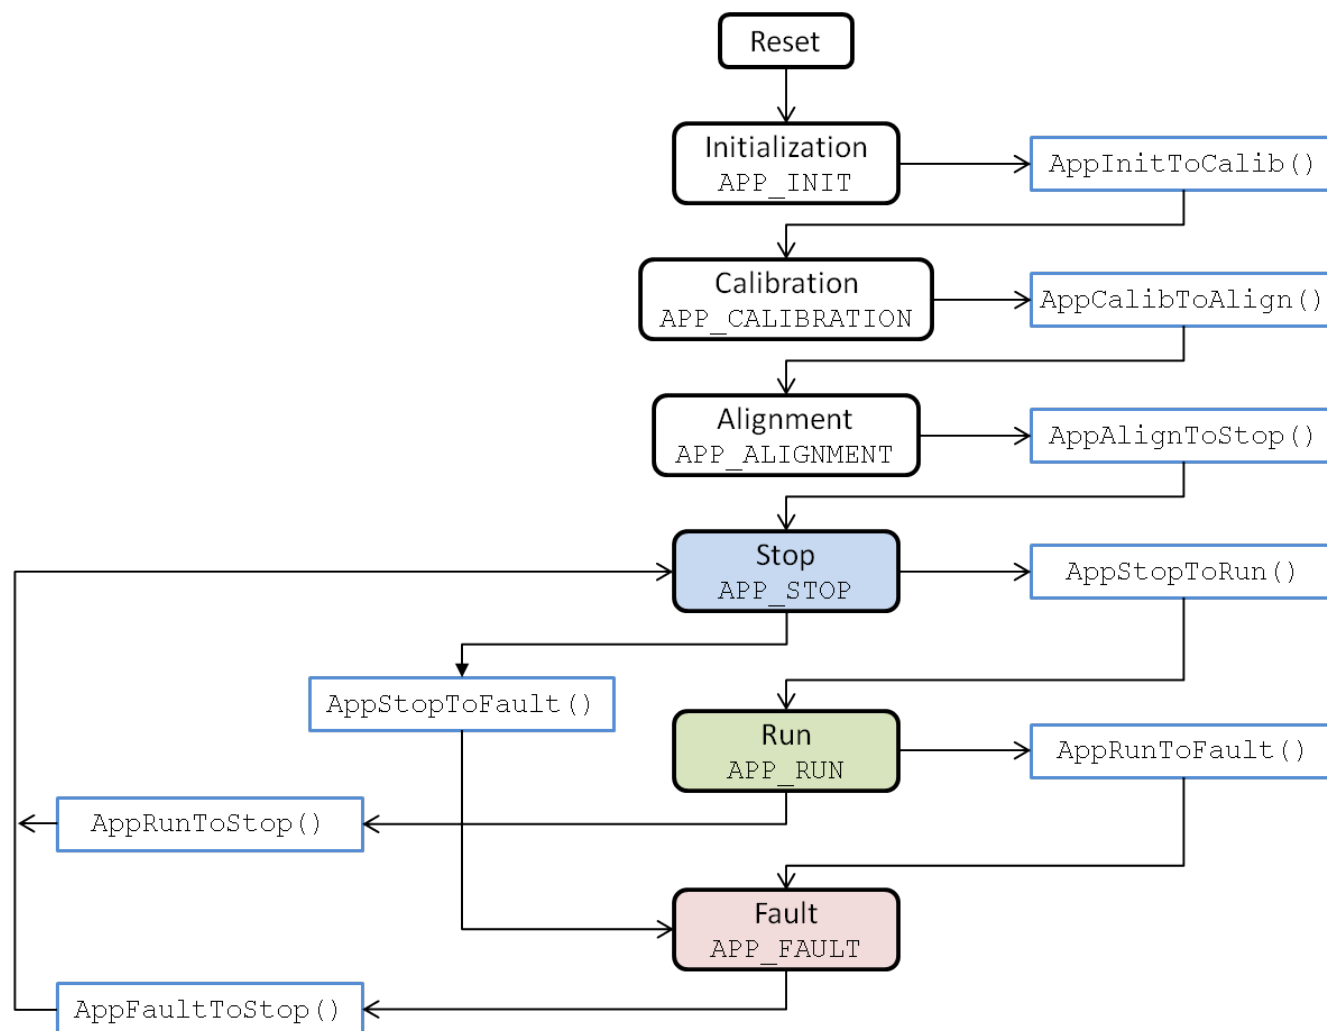 Reset
Initialization
APP_INIT
AppInitToCalib()
Calibration
APP_CALIBRATION
AppCalibToAlign()
Alignment
APP_ALIGNMENT
AppAlignToStop()
Stop
APP_STOP
AppStopToRun()
AppStopToFault()
Run
APP_RUN
AppRunToFault()
AppRunToStop()
Fault
APP_FAULT
AppFaultToStop()